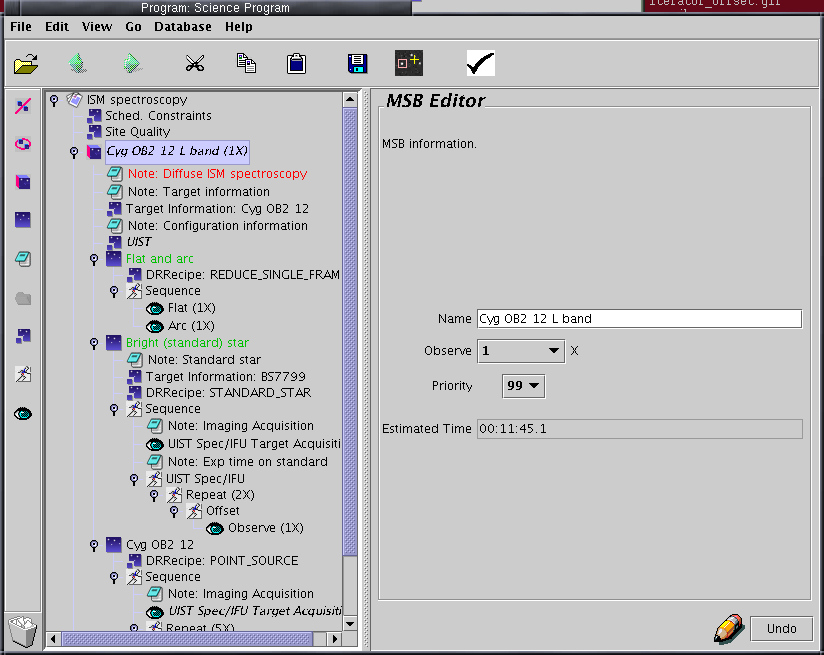 Program: Science Program
iterator_offset.gif
File Edit View Go Database Help
ISM spectroscopy
Sched. Constraints
Site Quality
Cyg OB2 12 L band (1X)
Note: Diffuse ISM spectroscopy
Note: Target information
Target Information: Cyg OB2 12
Note: Configuration information
UIST
Flat and arc
DRRecipe: REDUCE_SINGLE_FRAM
Sequence
Flat (1X)
Arc (1X)
Bright (standard) star
Note: Standard star
Target Information: BS7799
DRRecipe: STANDARD_STAR
Sequence
Note: Imaging Acquisition
UIST Spec/IFU Target Acquisiti
Note: Exp time on standard
UIST Spec/IFU
Repeat (2X)
Offset
Observe (1X)
Cyg OB2 12
DRRecipe: POINT_SOURCE
Sequence
Note: Imaging Acquisition
UIST Spec/IFU Target Acquisiti
Repeat (5X)
MSB Editor
MSB information.
Name Cyg OB2 12 L band
Observe 1 X
Priority 99
Estimated Time 00:11:45.1
Undo